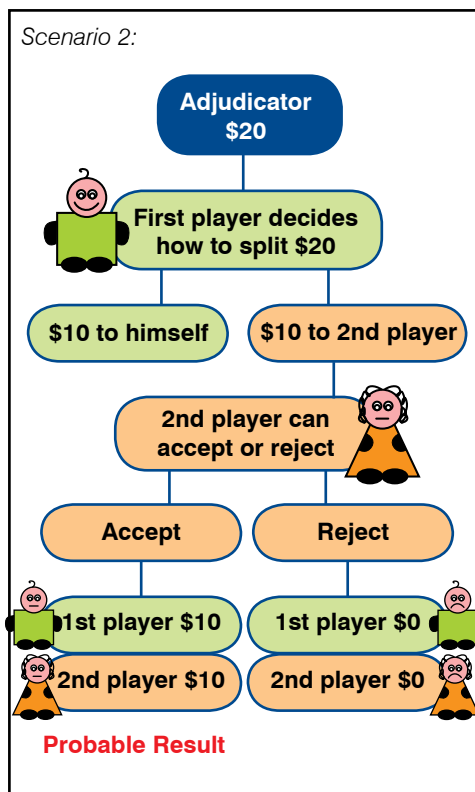 Scenario 2:
Adjudicator
$20
First player decides
how to split $20
$10 to himself
$10 to 2nd player
2nd player can
accept or reject
Accept
Reject
1st player $10
1st player $0
2nd player $10
2nd player $0
Probable Result